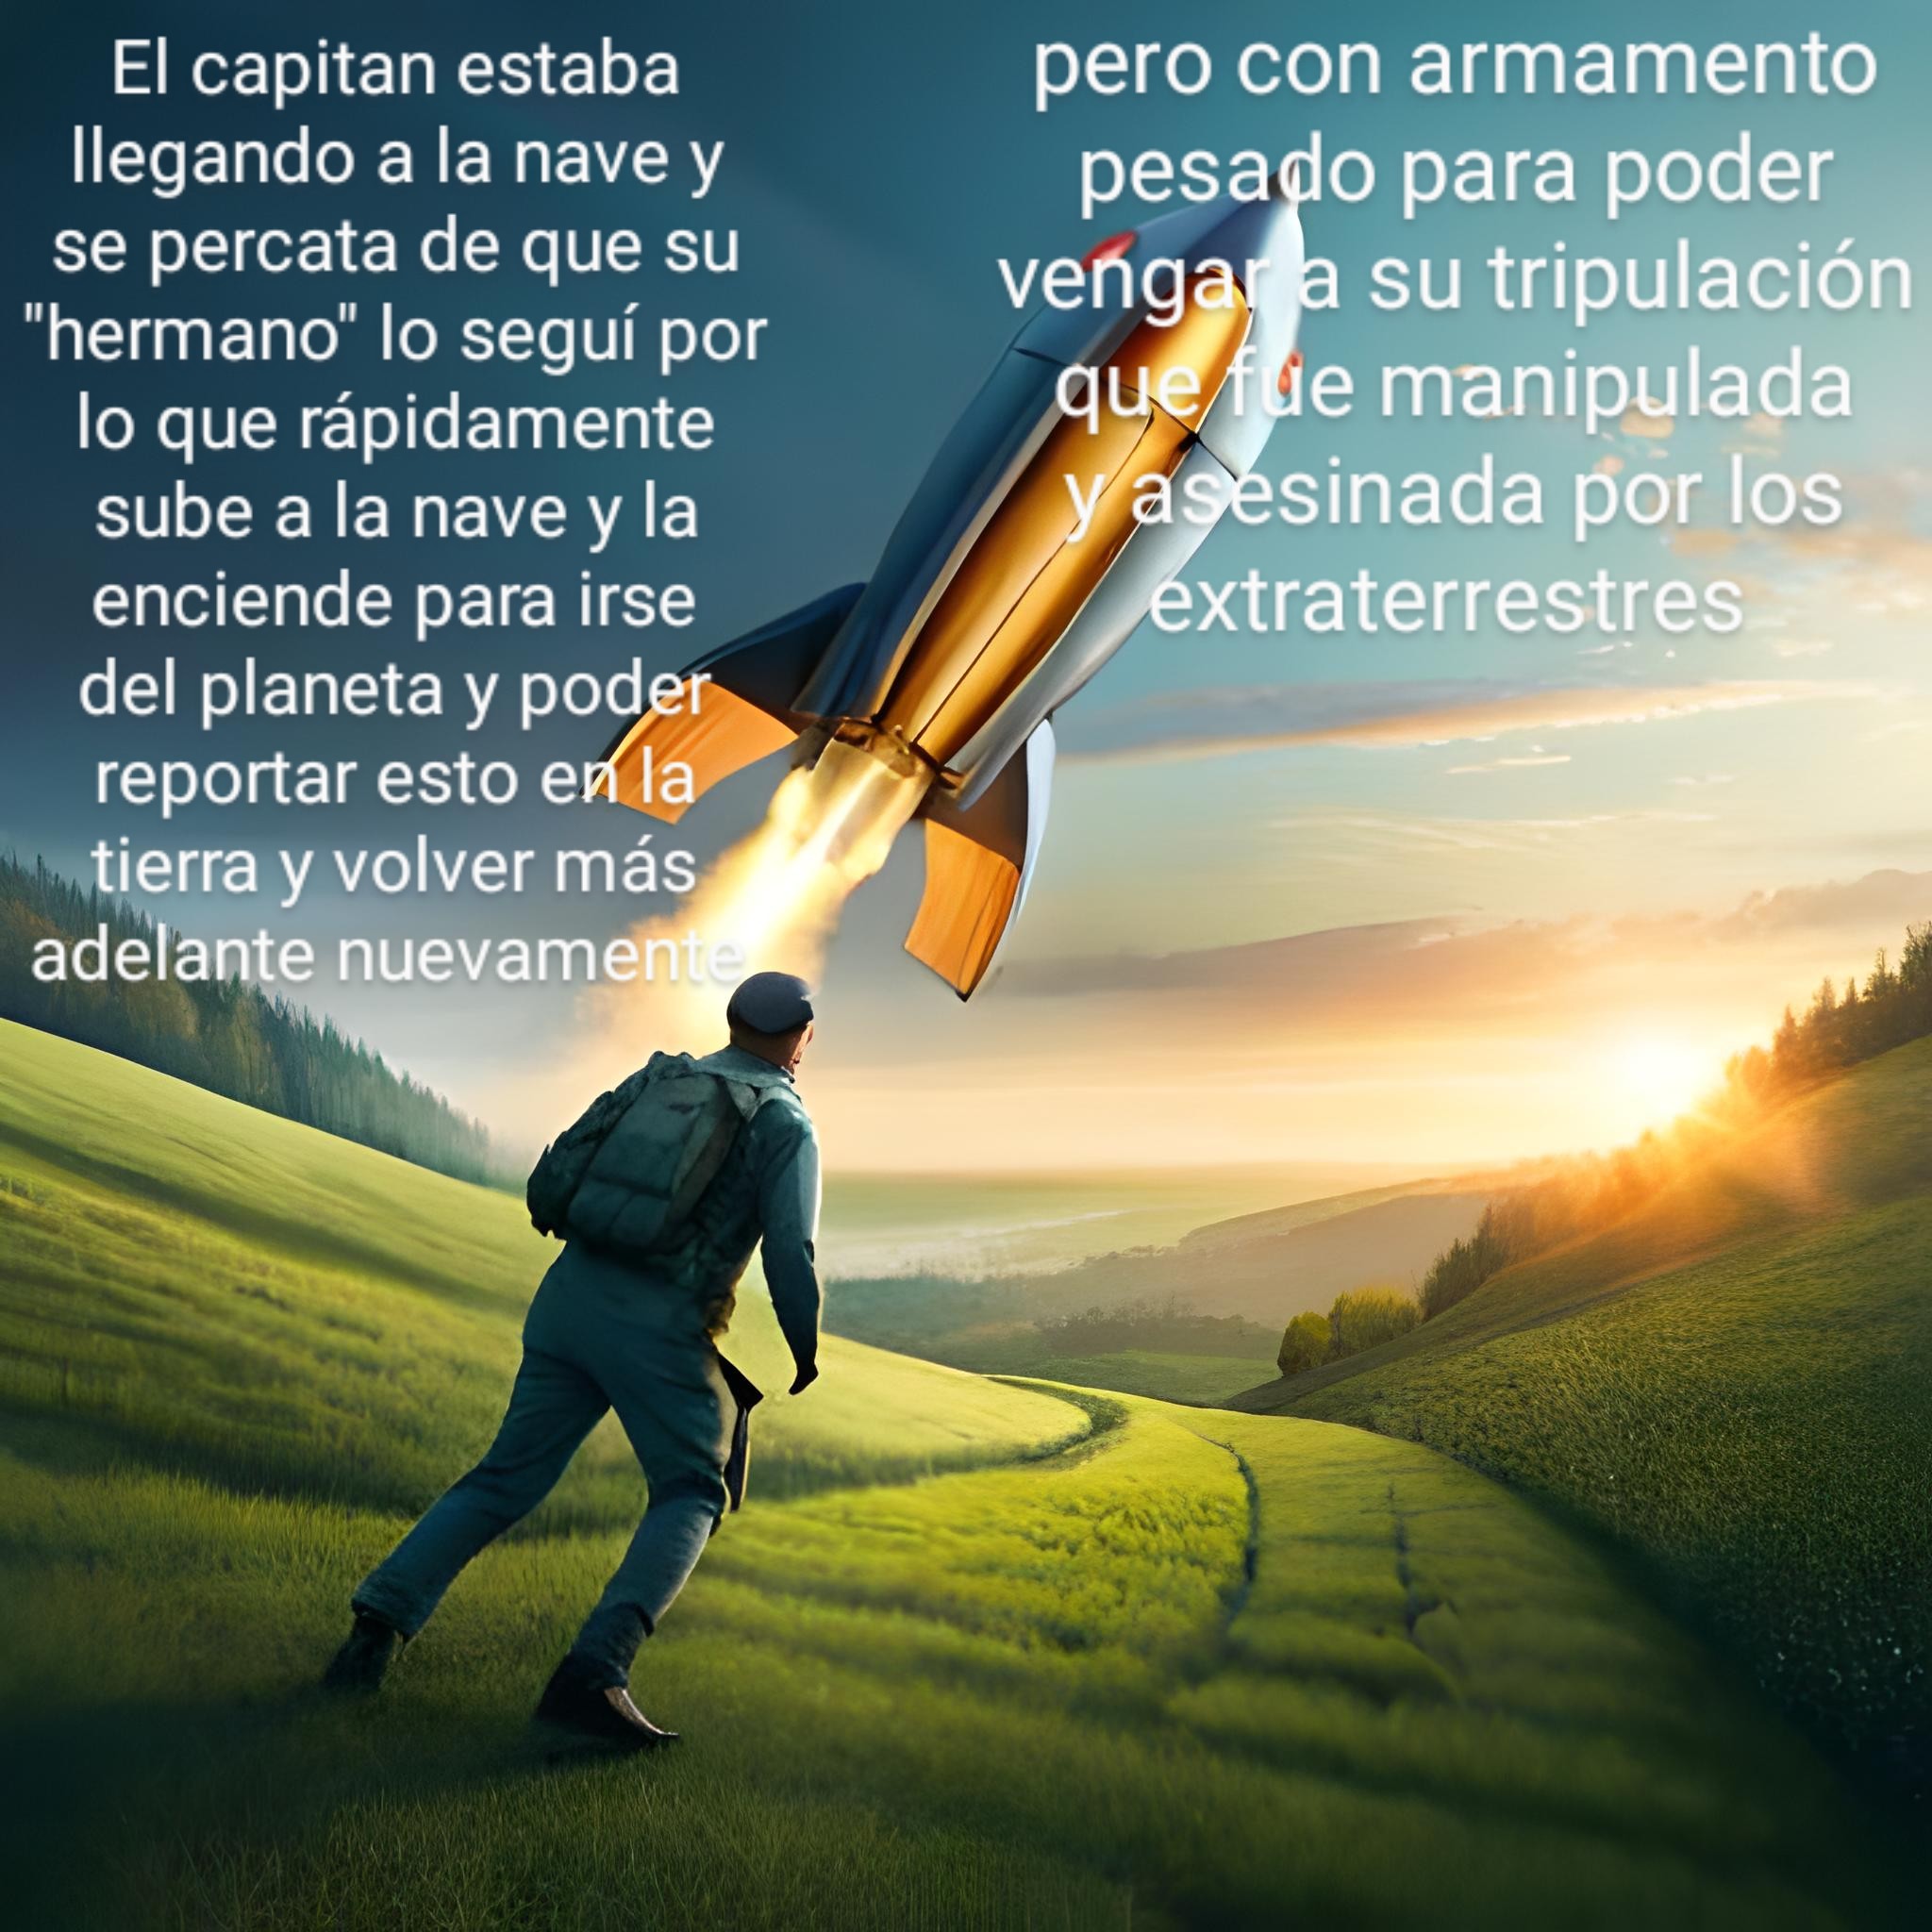 El capitan estaba
llegando a la nave y
se percata de que su
"hermano" lo seguí por
lo que rápidamente
sube a la nave y la
enciende para irse
del planeta y poder
reportar esto en la
tierra y volver más
adelante nuevamente
pero con armamento
pesado para poder
vengar a su tripulación
que fue manipulada
y asesinada por los
extraterrestres